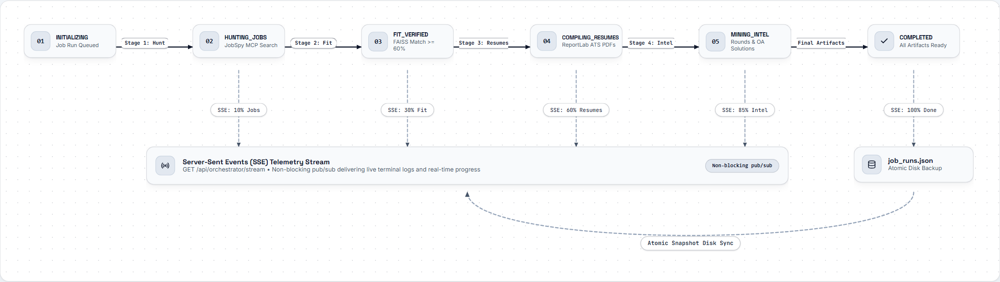 01
INITIALIZING
Job Run Queued
Stage 1: Hunt
02
HUNTING_JOBS
JobSpy MCP Search
Stage 2: Fit
03
FIT_VERIFIED
FAISS Match >=
60%
Stage 3: Resumes
04
COMPILING_RESUMES
ReportLab ATS PDFs
Stage 4: Intel
05
MINING_INTEL
Rounds & OA
Solutions
Final Artifacts
COMPLETED
All Artifacts Ready
SSE: 10% Jobs
SSE: 30% Fit
SSE: 60% Resumes
SSE: 85% Intel
SSE: 100% Done
Server-Sent Events (SSE) Telemetry Stream
GET /api/orchestrator/stream • Non-blocking pub/sub delivering live terminal logs and real-time progress
Non-blocking pub/sub
job_runs.json
Atomic Disk Backup
Atomic Snapshot Disk Sync